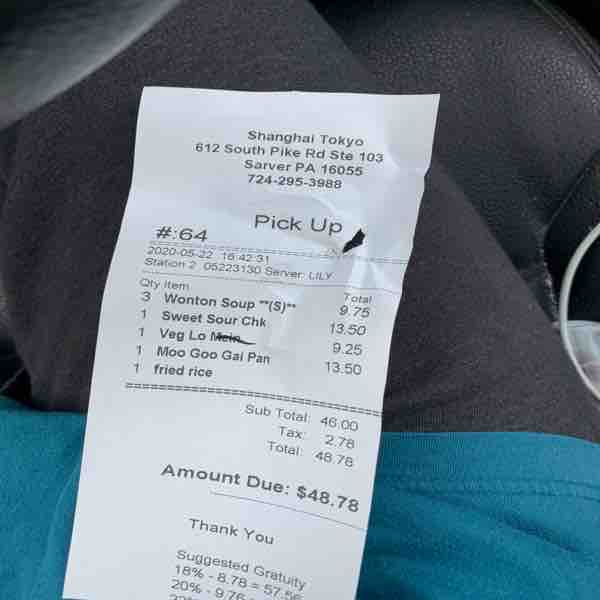 Shanghai Tokyo
612 South Pike Rd Ste 103
Sarver PA 16055
724-295-3988
Pick Up
#:64
2020-05-22 16:42:31
Station 2 05223130 Server: LILY
Qty Item Total
3 Wonton Soup **(S)** 9.75
1 Sweet Sour Chk 13.50
1 Veg Lo Mein 9.25
1 Moo Goo Gai Pan 13.50
1 fried rice
Sub Total: 46.00
Tax: 2.78
Total: 48.78
Amount Due: $48.78
Thank You
Suggested Gratuity
18% - 8.78 = 57.56
20% - 9.76